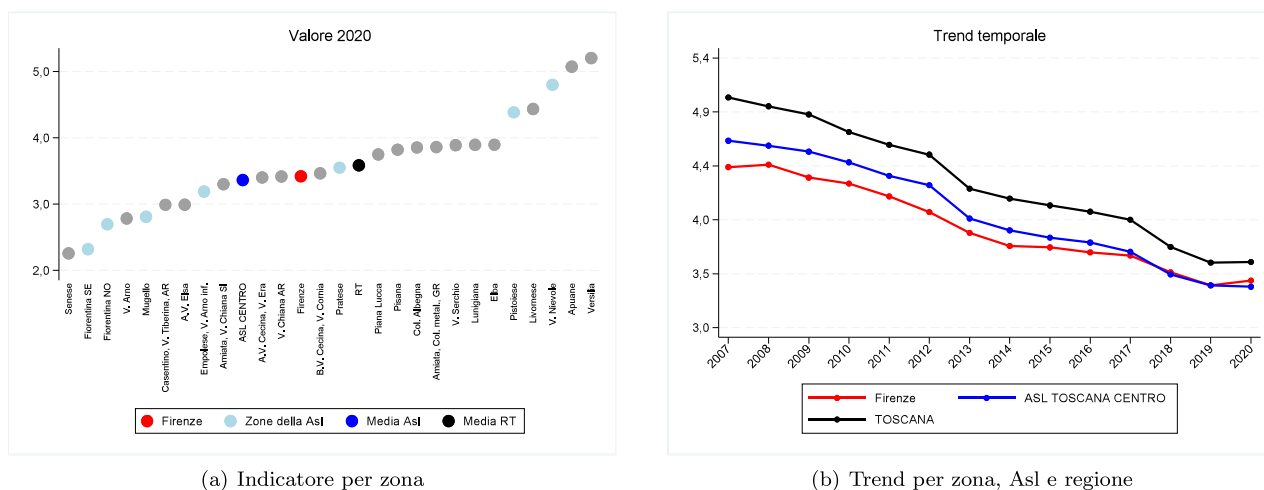 Valore 2020
5,0
4,0
3,0
2,0
Senese
Fiorentina SE
Fiorentina NO
V. Arno
Mugello
Casentino, V. Tiberina, AR
A.V. Elsa
Empolese, V. Arno inf.
Amiata, V. Chiana SI
ASL CENTRO
A.V. Cecina, V. Era
V. Chiana AR
Firenze
B.V. Cecina, V. Cornia
Pratese
RT
Piana Lucca
Pisana
Col. Albegna
Amiata, Col. metal., GR
V. Serchio
Lunigiana
Elba
Pistoiese
Livornese
V. Nievole
Apuane
Versilia
Firenze
Zone della Asl
Media Asl
Media RT
(a) Indicatore per zona
Trend temporale
5,4
4,9
4,4
4,0
3,5
3,0
2007
2008
2009
2010
2011
2012
2013
2014
2015
2016
2017
2018
2019
2020
Firenze
ASL TOSCANA CENTRO
TOSCANA
(b) Trend per zona, Asl e regione